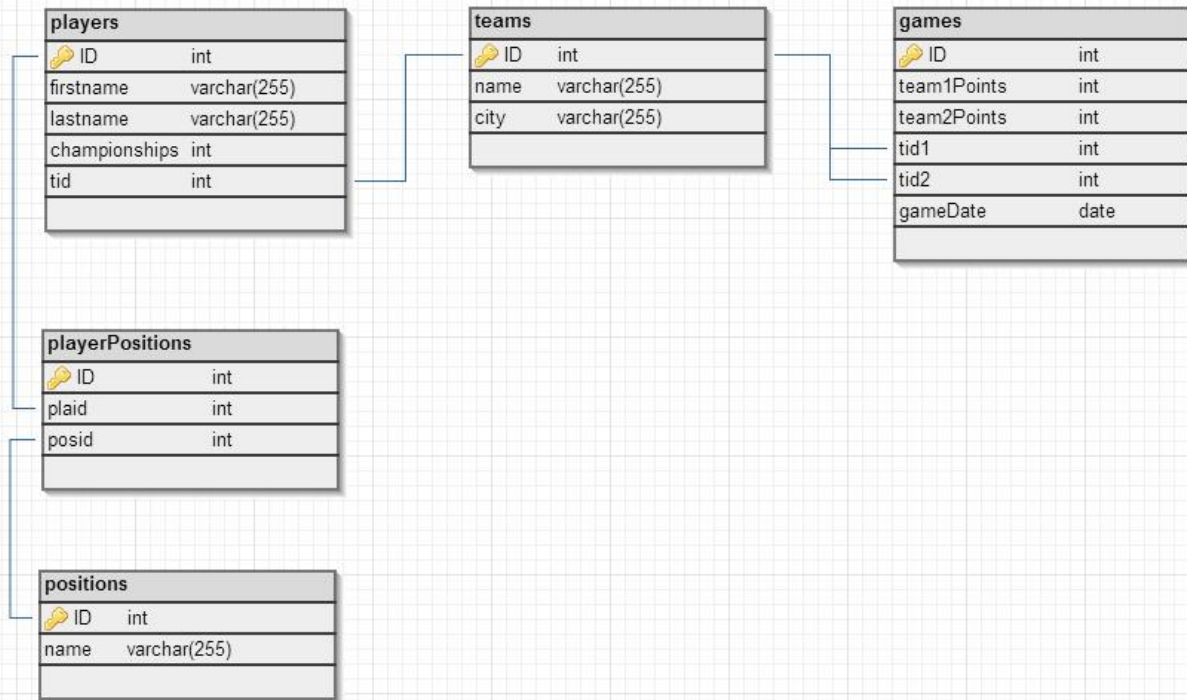 players
ID int
firstname varchar(255)
lastname varchar(255)
championships int
tid int
teams
ID int
name varchar(255)
city varchar(255)
games
ID int
team1Points int
team2Points int
tid1 int
tid2 int
gameDate date
playerPositions
ID int
plaid int
posid int
positions
ID int
name varchar(255)